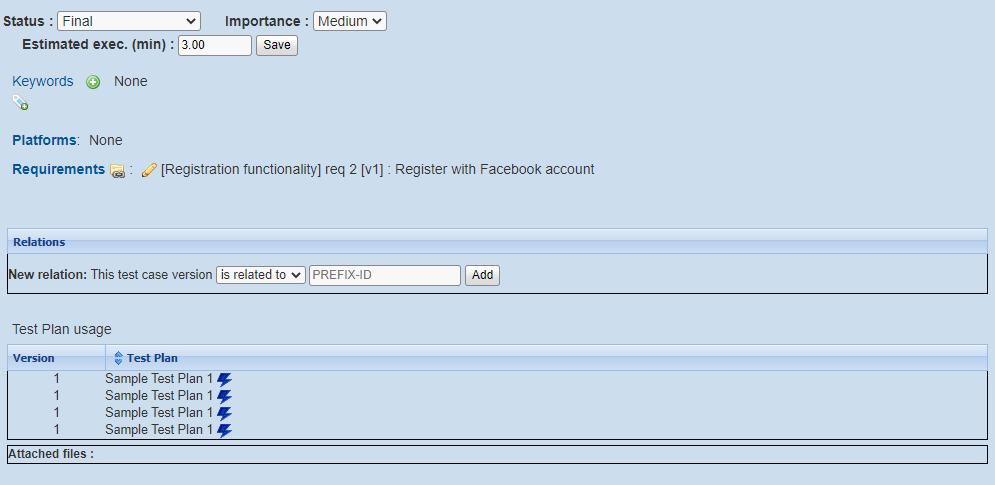 Status : Final Importance : Medium
Estimated exec. (min) : 3.00 Save
Keywords None
Platforms: None
Requirements : [Registration functionality] req 2 [v1] : Register with Facebook account
Relations
New relation: This test case version is related to PREFIX-ID Add
Test Plan usage
Version Test Plan
1 Sample Test Plan 1
1 Sample Test Plan 1
1 Sample Test Plan 1
1 Sample Test Plan 1
Attached files :